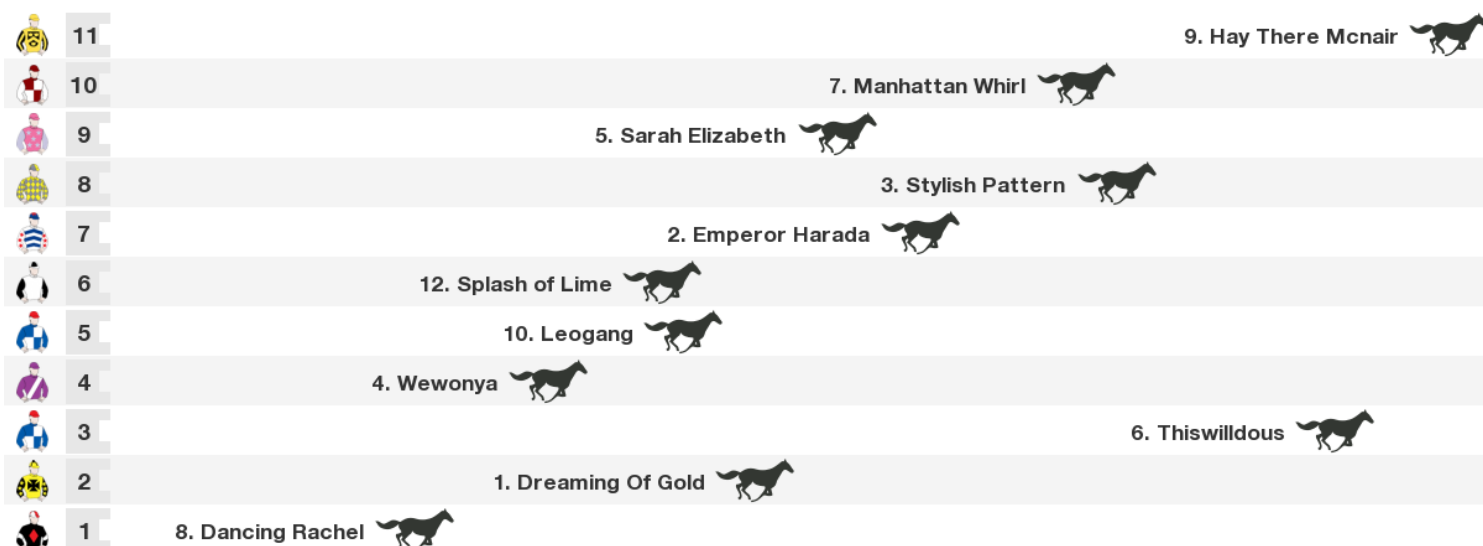 11 9. Hay There Mcnair
10 7. Manhattan Whirl
9 5. Sarah Elizabeth
8 3. Stylish Pattern
7 2. Emperor Harada
6 12. Splash of Lime
5 10. Leogang
4 4. Wewonya
3 6. Thiswilldous
2 1. Dreaming Of Gold
1 8. Dancing Rachel